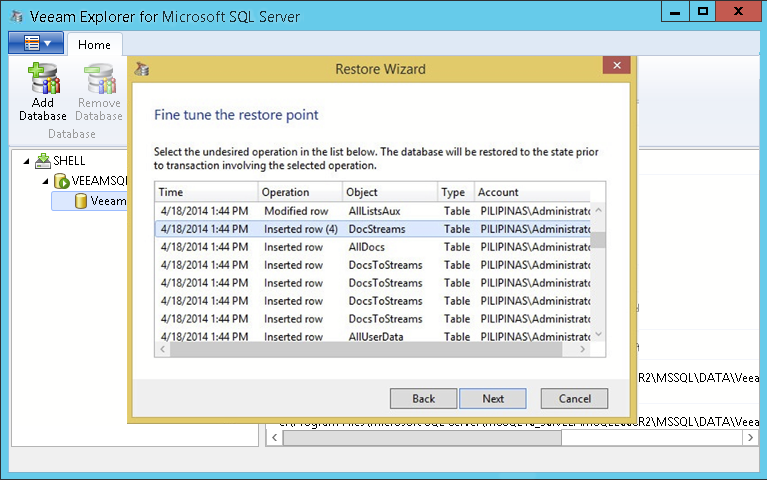 Veeam Explorer for Microsoft SQL Server
Home
Add Database
Remove Database
Database
SHELL
VEEAMSQL
Veeam
Restore Wizard
Fine tune the restore point
Select the undesired operation in the list below. The database will be restored to the state prior
to transaction involving the selected operation.
Time Operation Object Type Account
4/18/2014 1:44 PM Modified row AllListsAux Table PILIPINAS\Administrato
4/18/2014 1:44 PM Inserted row (4) DocStreams Table PILIPINAS\Administrato
4/18/2014 1:44 PM Inserted row AllDocs Table PILIPINAS\Administrato
4/18/2014 1:44 PM Inserted row DocsToStreams Table PILIPINAS\Administrato
4/18/2014 1:44 PM Inserted row DocsToStreams Table PILIPINAS\Administrato
4/18/2014 1:44 PM Inserted row DocsToStreams Table PILIPINAS\Administrato
4/18/2014 1:44 PM Inserted row DocsToStreams Table PILIPINAS\Administrato
4/18/2014 1:44 PM Inserted row AllUserData Table PILIPINAS\Administrato
Back Next Cancel
R2\MSSQL\DATA\Veeam
R2\MSSQL\DATA\Veeam